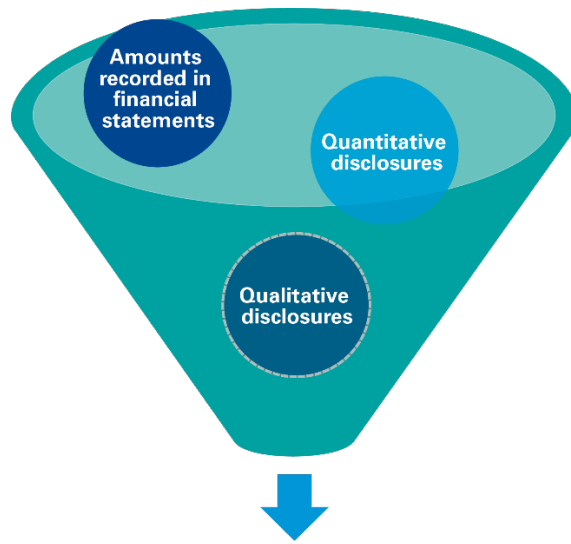 Amounts
recorded in
financial
statements
Quantitative
disclosures
Qualitative
disclosures